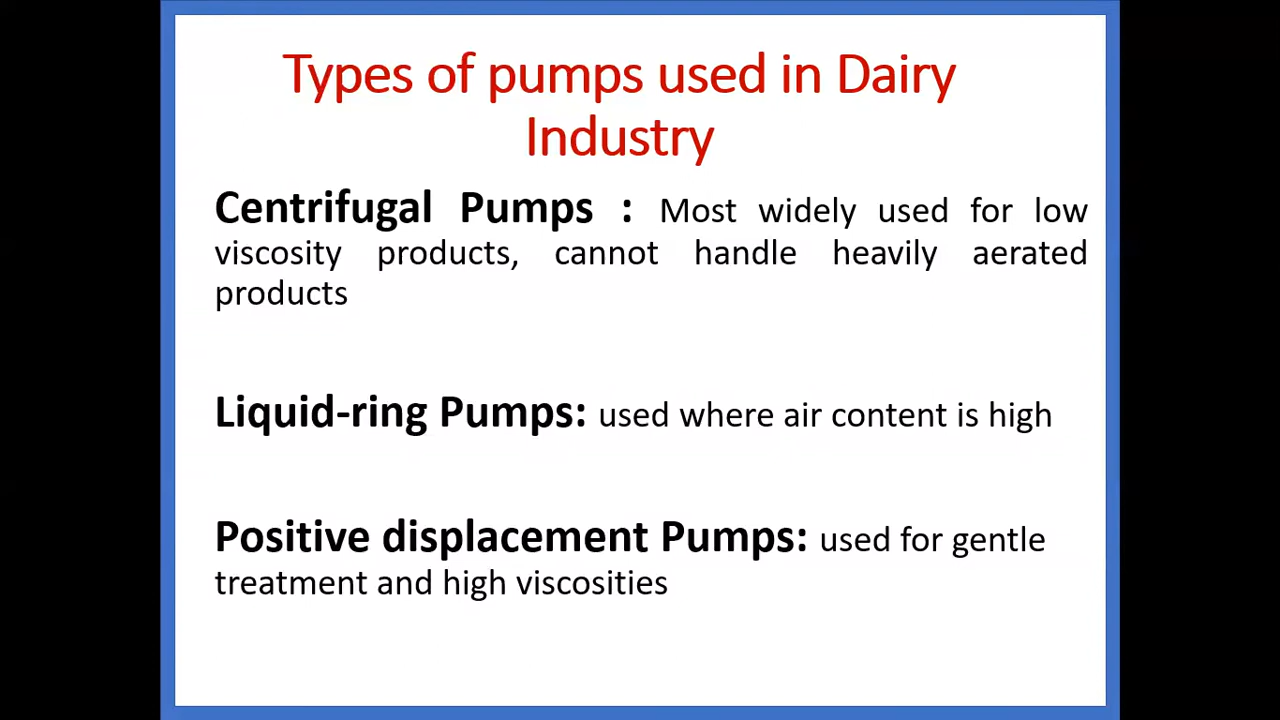 Types of pumps used in Dairy
Industry
Centrifugal Pumps : Most widely used for low
viscosity products, cannot handle heavily aerated
products
Liquid-ring Pumps: used where air content is high
Positive displacement Pumps: used for gentle
treatment and high viscosities